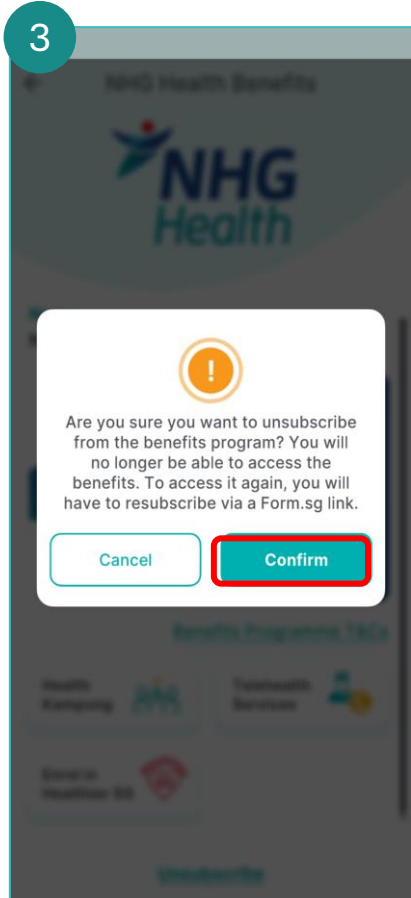 3
NHG Health Benefits
NHG
Health
Are you sure you want to unsubscribe
from the benefits program? You will
no longer be able to access the
benefits. To access it again, you will
have to resubscribe via a Form.sg link.
Cancel
Confirm
Benefits Programme T&Cs
Health
Kampung
Telehealth
Services
Enrol in
Healthier SG
Unsubscribe